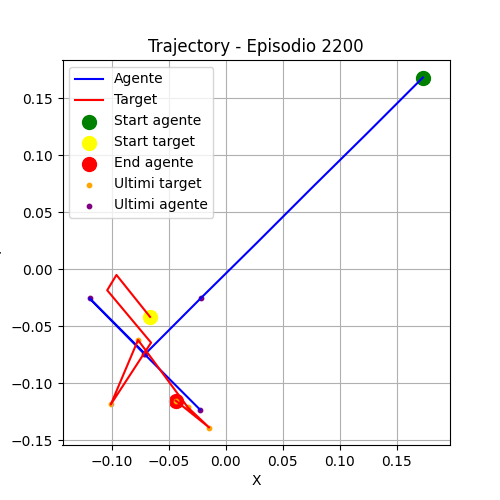 Trajectory - Episodio 2200
Agente
Target
Start agente
Start target
End agente
Ultimi target
Ultimi agente
0.15
0.10
0.05
0.00
−0.05
−0.10
−0.15
−0.10
−0.05
0.00
0.05
0.10
0.15
X